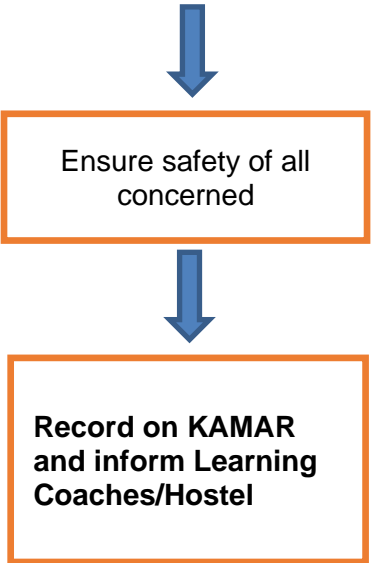 Ensure safety of all
concerned
Record on KAMAR
and inform Learning
Coaches/Hostel